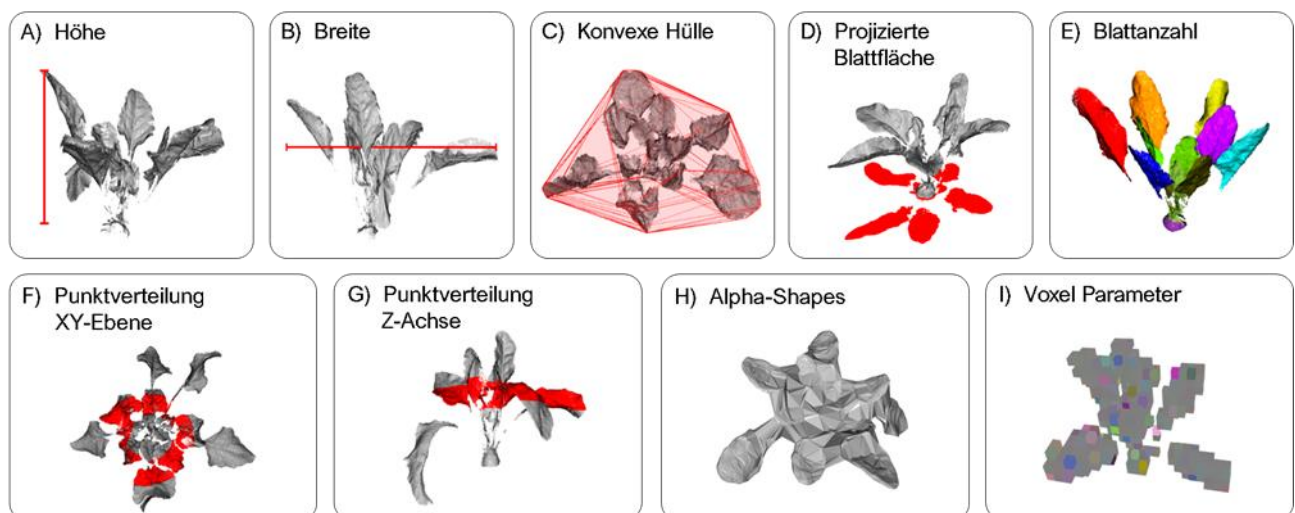 A) Höhe
B) Breite
C) Konvexe Hülle
D) Projizierte
Blattfläche
E) Blattanzahl
F) Punktverteilung
XY-Ebene
G) Punktverteilung
Z-Achse
H) Alpha-Shapes
I) Voxel Parameter